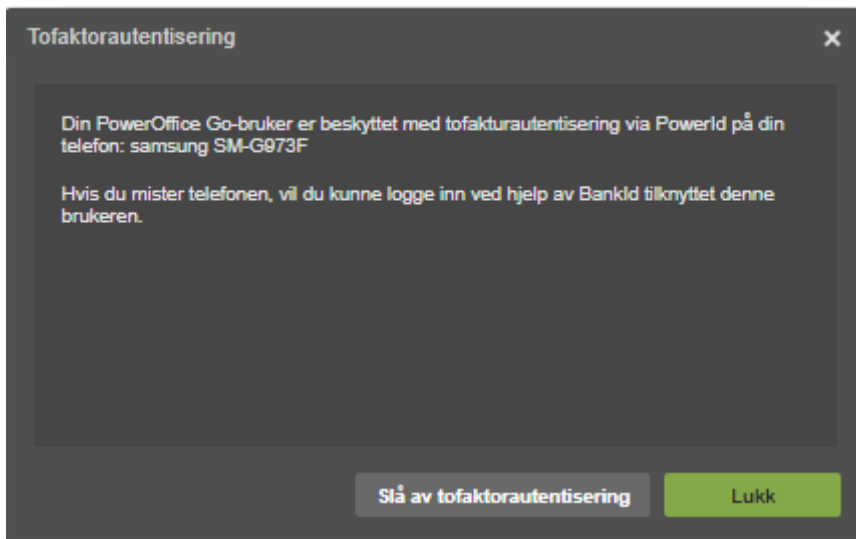 Tofaktorautentisering
Din PowerOffice Go-bruker er beskyttet med tofakturautentisering via PowerId på din
telefon: samsung SM-G973F
Hvis du mister telefonen, vil du kunne logge inn ved hjelp av BankId tilknyttet denne
brukeren.
Slå av tofaktorautentisering
Lukk